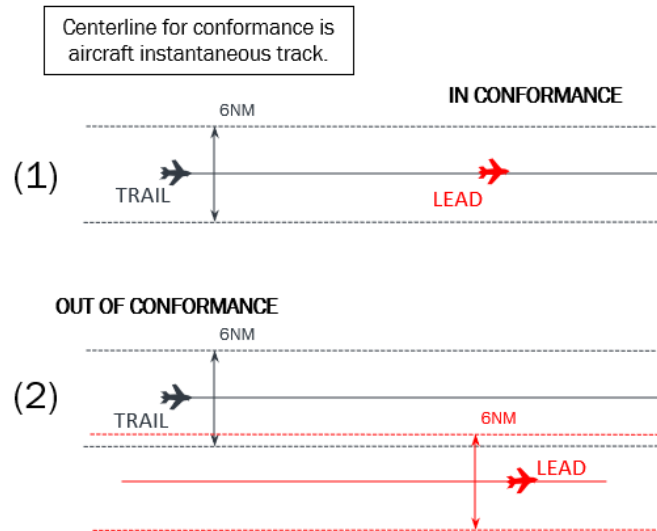 Centerline for conformance is
aircraft instantaneous track.
IN CONFORMANCE
6NM
(1)
TRAIL
LEAD
OUT OF CONFORMANCE
6NM
(2)
TRAIL
6NM
LEAD